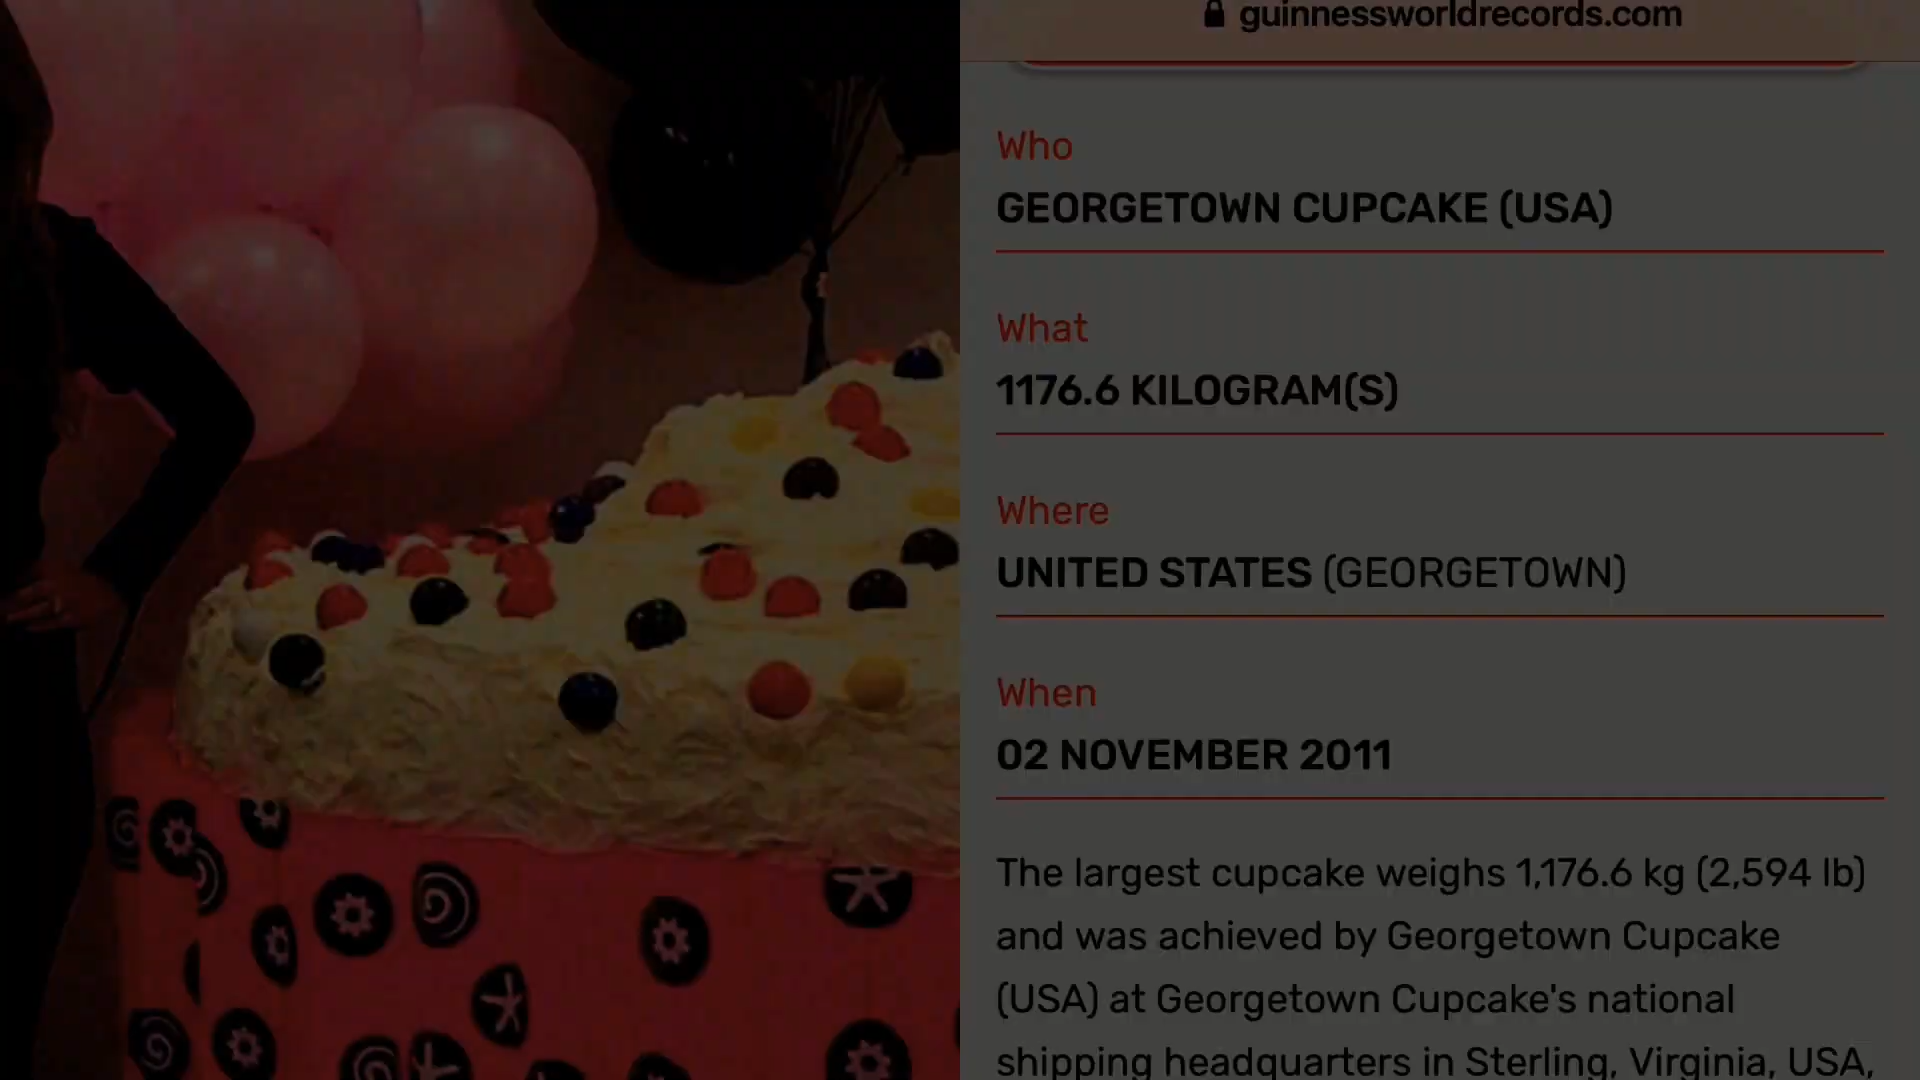 guinnessworldrecords.com
Who
GEORGETOWN CUPCAKE (USA)
What
1176.6 KILOGRAM(S)
Where
UNITED STATES (GEORGETOWN)
When
02 NOVEMBER 2011
The largest cupcake weighs 1,176.6 kg (2,594 lb)
and was achieved by Georgetown Cupcake
(USA) at Georgetown Cupcake's national
shipping headquarters in Sterling, Virginia, USA,